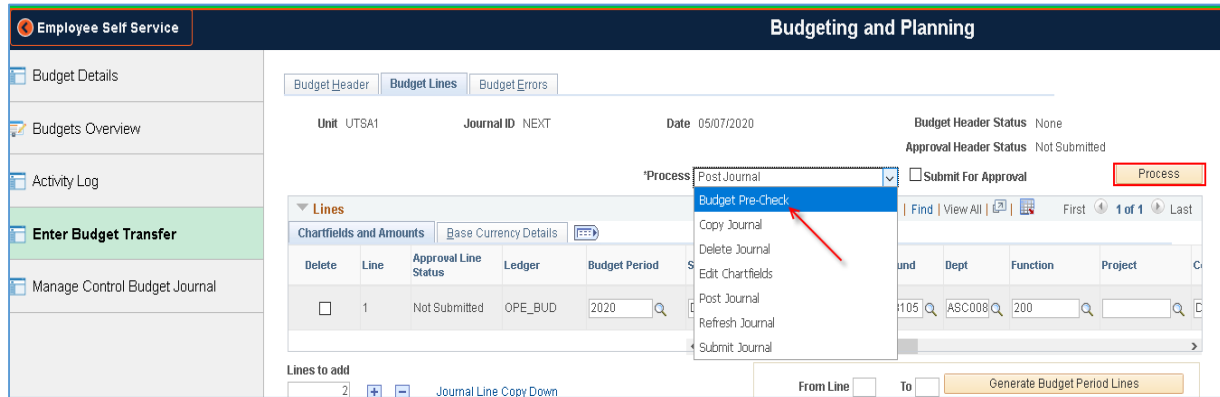 Employee Self Service
Budgeting and Planning
Budget Details
Budgets Overview
Activity Log
Enter Budget Transfer
Manage Control Budget Journal
Budget Header Budget Lines Budget Errors
Unit UTSA1 Journal ID NEXT Date 05/07/2020 Budget Header Status None
Approval Header Status Not Submitted
*Process Post Journal Submit For Approval Process
Budget Pre-Check
Copy Journal
Delete Journal
Edit Chartfields
Post Journal
Refresh Journal
Submit Journal
Lines
| Find | View All | | First 1 of 1 Last
Chartfields and Amounts Base Currency Details
Delete Line Approval Line Status Ledger Budget Period Dept Function Project
1 Not Submitted OPE_BUD 2020 ASC008 200
Lines to add
2 + - Journal Line Copy Down
From Line To Generate Budget Period Lines